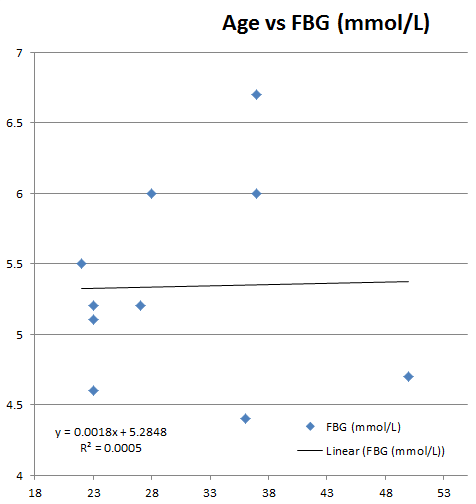 Age vs FBG (mmol/L)
7
6.5
6
5.5
5
4.5
4
y = 0.0018x + 5.2848
R² = 0.0005
FBG (mmol/L)
Linear (FBG (mmol/L))
18 23 28 33 38 43 48 53